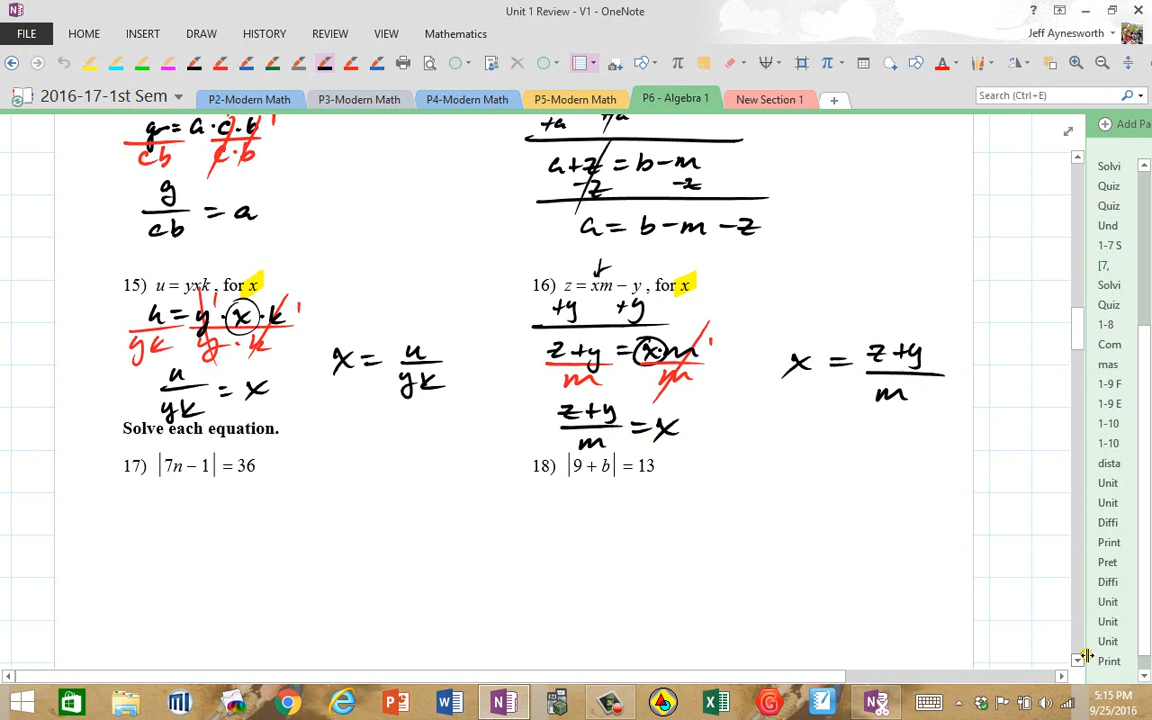 Unit 1 Review - V1 - OneNote
?
FILE HOME INSERT DRAW HISTORY REVIEW VIEW Mathematics
Jeff Aynesworth
2016-17-1st Sem
P2-Modern Math P3-Modern Math P4-Modern Math P5-Modern Math P6 - Algebra 1 New Section 1
Search (Ctrl+E)
Add Pa
g = a · c · b
cb c · b
g/cb = a
+a +a
a + z = b - m
-z -z
a = b - m - z
15) u = yxk , for x
u = y · x · k
yk y · k
u/yk = x
x = u/yk
16) z = xm - y , for x
+y +y
z + y = x · m
m m
z+y/m = x
x = z+y/m
Solve each equation.
17) |7n - 1| = 36
18) |9 + b| = 13
Solvi
Quiz
Quiz
Und
1-7 S
[7,
Solvi
Quiz
1-8
Com
mas
1-9 F
1-9 E
1-10
1-10
dista
Unit
Unit
Diffi
Print
Pret
Diffi
Unit
Unit
Unit
Print
5:15 PM
9/25/2016